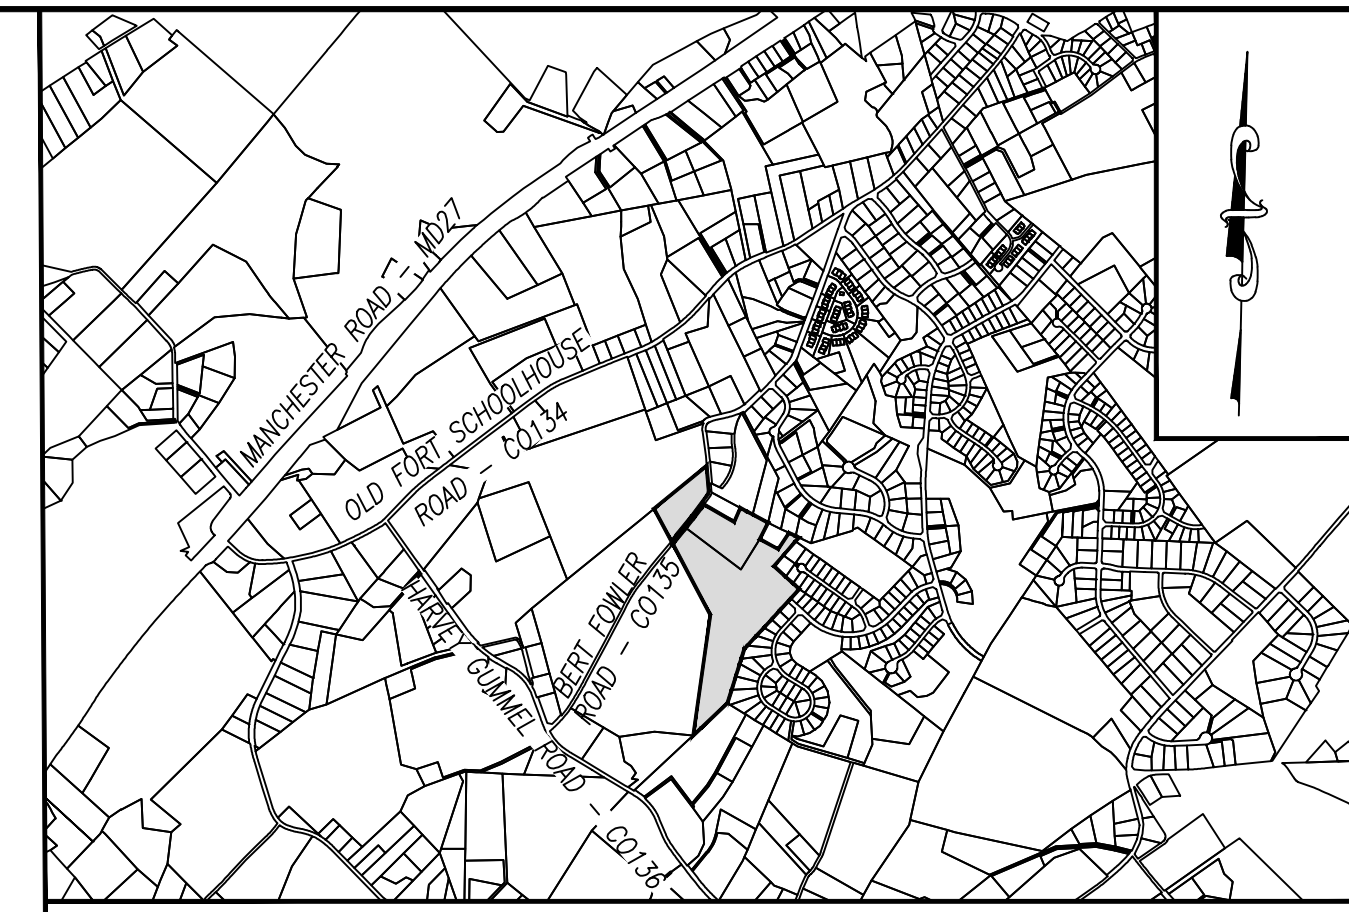 MANCHESTER ROAD - MD27
OLD FORT SCHOOLHOUSE
ROAD - CO134
HARVEY GUMMEL ROAD - CO136
BERT FOWLER
ROAD - CO135